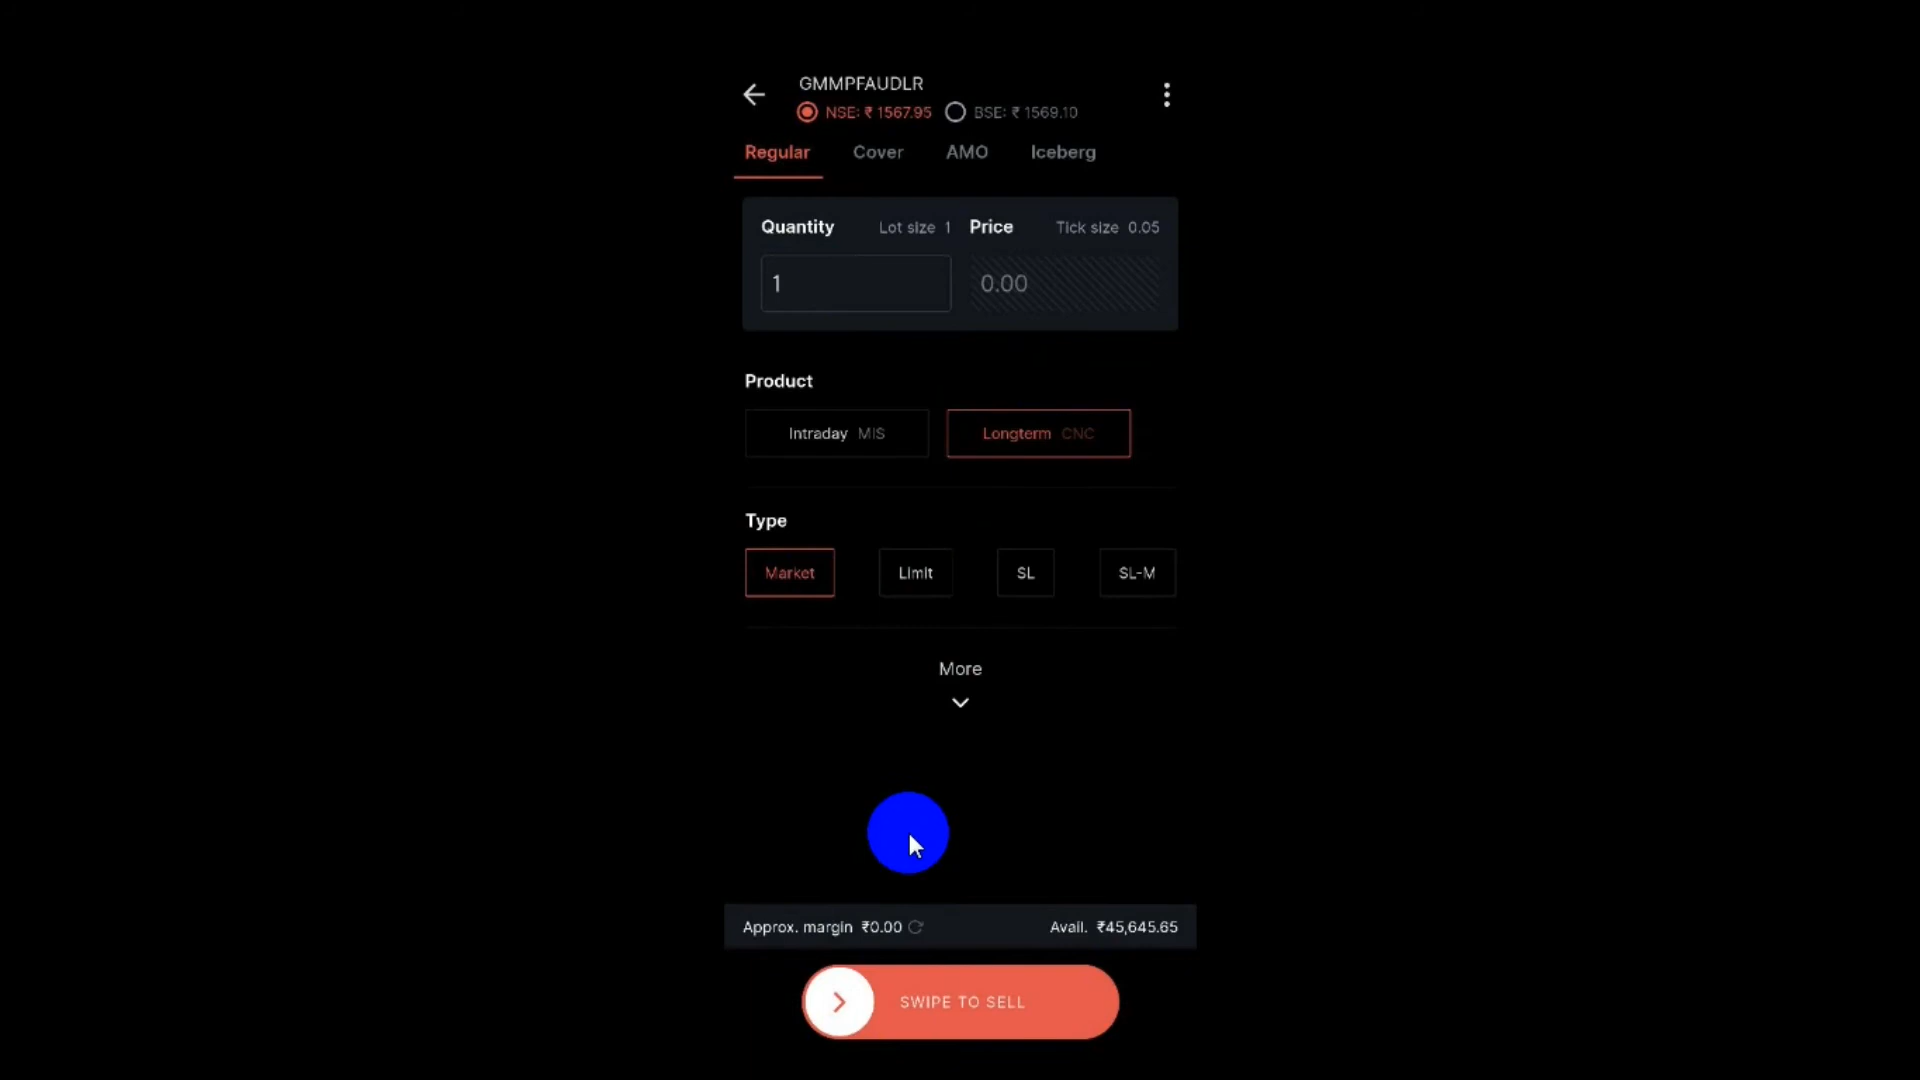 GMMPFAUDLR
NSE: ₹ 1567.95 BSE: ₹ 1569.10
Regular Cover AMO Iceberg
Quantity Lot size 1 Price Tick size 0.05
1 0.00
Product
Intraday MIS Longterm CNC
Type
Market Limit SL SL-M
More
Approx. margin ₹0.00 Avail. ₹45,645.65
SWIPE TO SELL